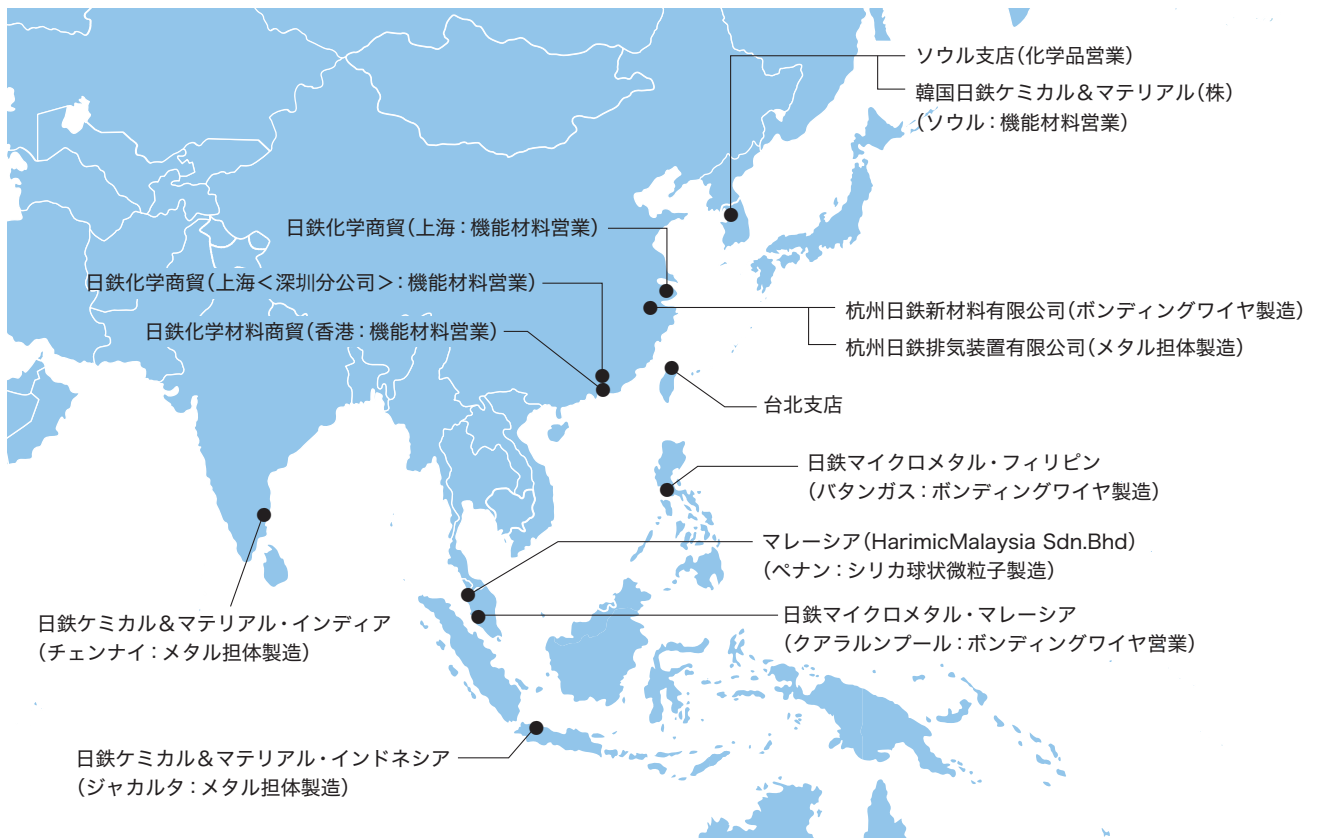 ソウル支店（化学品営業）
韓国日鉄ケミカル＆マテリアル（株）
（ソウル：機能材料営業）
日鉄化学商貿（上海：機能材料営業）
日鉄化学商貿（上海＜深圳分公司＞：機能材料営業）
日鉄化学材料商貿（香港：機能材料営業）
杭州日鉄新材料有限公司（ボンディングワイヤ製造）
杭州日鉄排気装置有限公司（メタル担体製造）
台北支店
日鉄マイクロメタル・フィリピン
（バタンガス：ボンディングワイヤ製造）
マレーシア（HarimicMalaysia Sdn.Bhd）
（ペナン：シリカ球状微粒子製造）
日鉄マイクロメタル・マレーシア
（クアラルンプール：ボンディングワイヤ営業）
日鉄ケミカル＆マテリアル・インディア
（チェンナイ：メタル担体製造）
日鉄ケミカル＆マテリアル・インドネシア
（ジャカルタ：メタル担体製造）